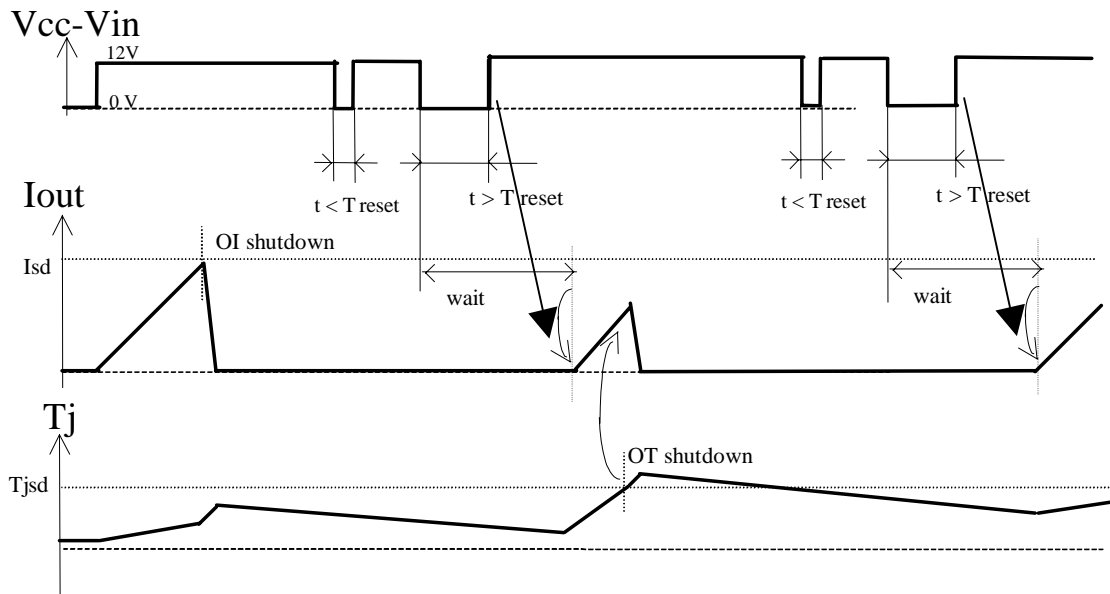 Vcc-Vin
12V
0 V
t < T reset
t > T reset
t < T reset
t > T reset
Iout
OI shutdown
Isd
wait
wait
Tj
OT shutdown
Tjsd